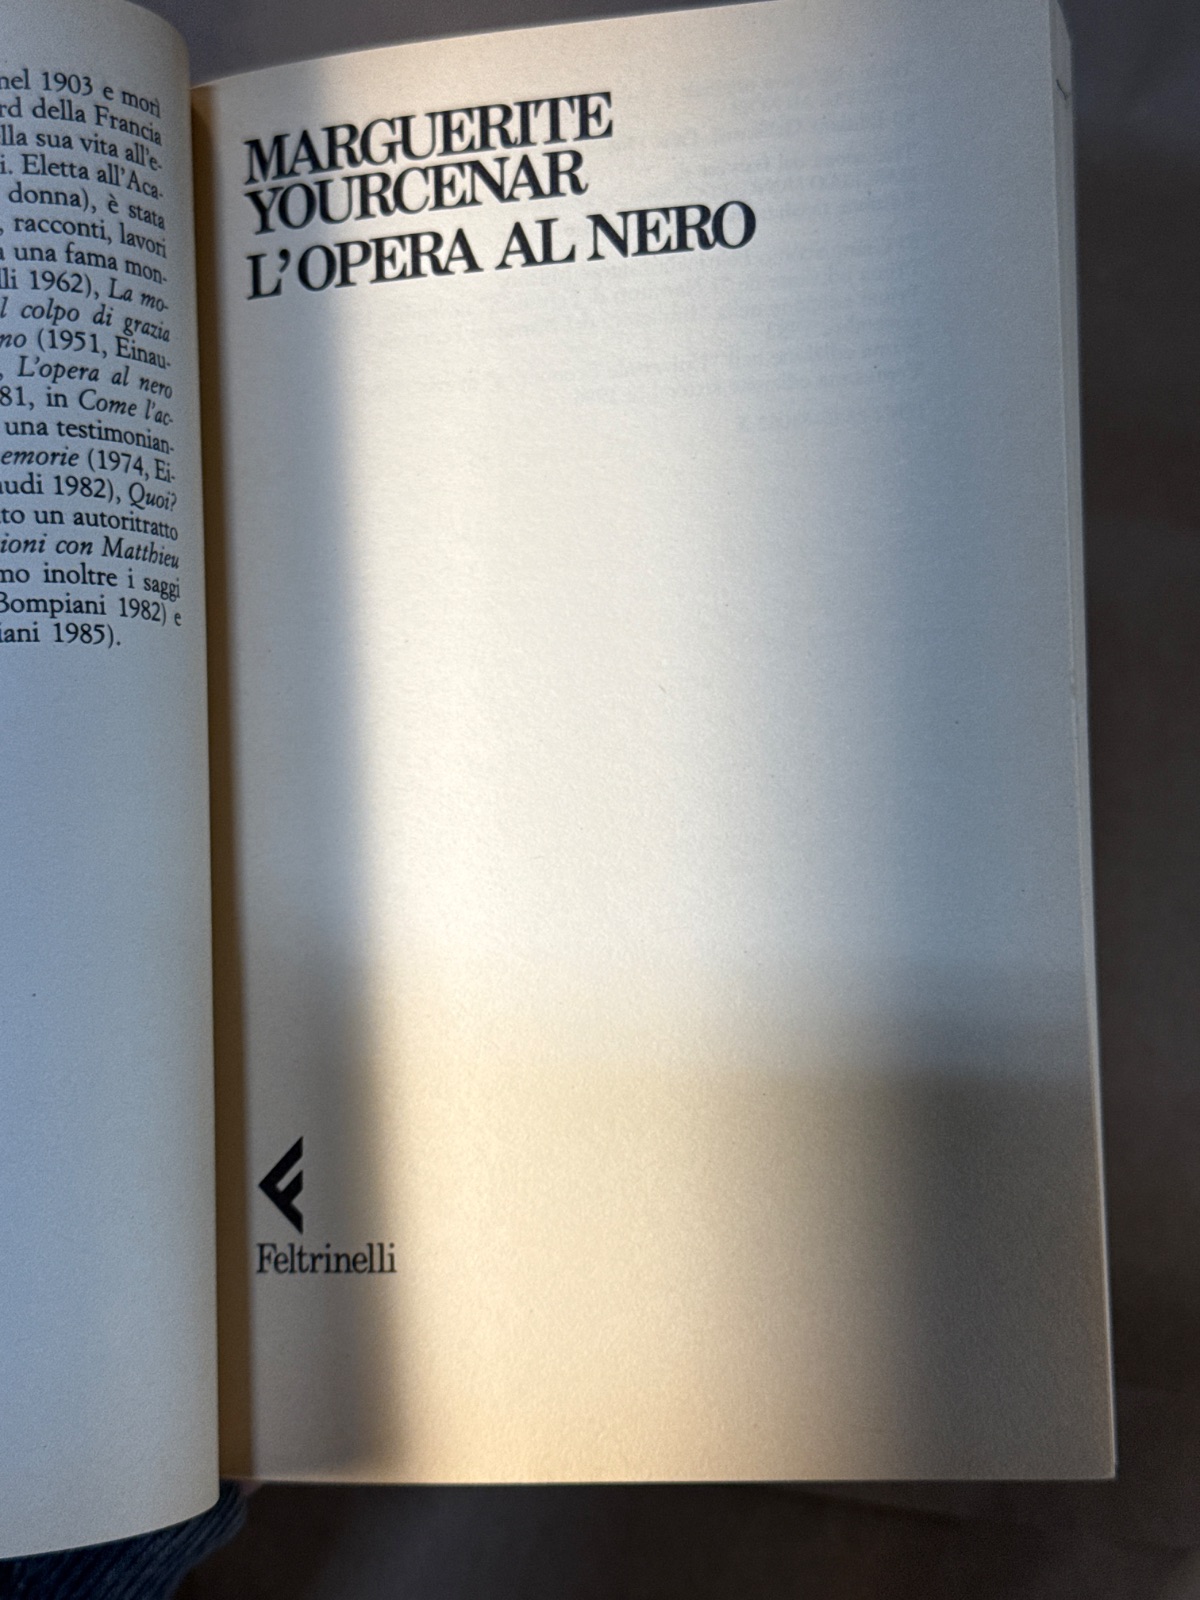 nel 1903 e morì
rd della Francia
lla sua vita all'e-
i. Eletta all'Aca-
donna), è stata
, racconti, lavori
una fama mon-
lli 1962), La mo-
l colpo di grazia
no (1951, Einau-
, L'opera al nero
81, in Come l'ac-
una testimonian-
emorie (1974, Ei-
udi 1982), Quoi?
to un autoritratto
ioni con Matthieu
mo inoltre i saggi
Bompiani 1982) e
iani 1985).
MARGUERITE
YOURCENAR
L'OPERA AL NERO
Feltrinelli